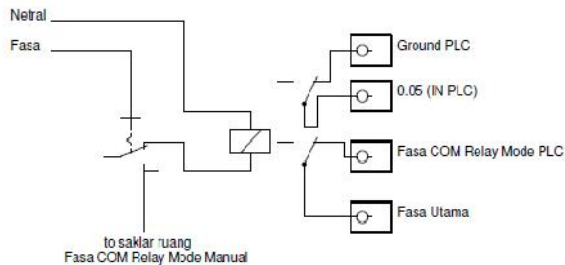 Netral
Fasa
Ground PLC
0.05 (IN PLC)
Fasa COM Relay Mode PLC
Fasa Utama
to saklar ruang
Fasa COM Relay Mode Manual